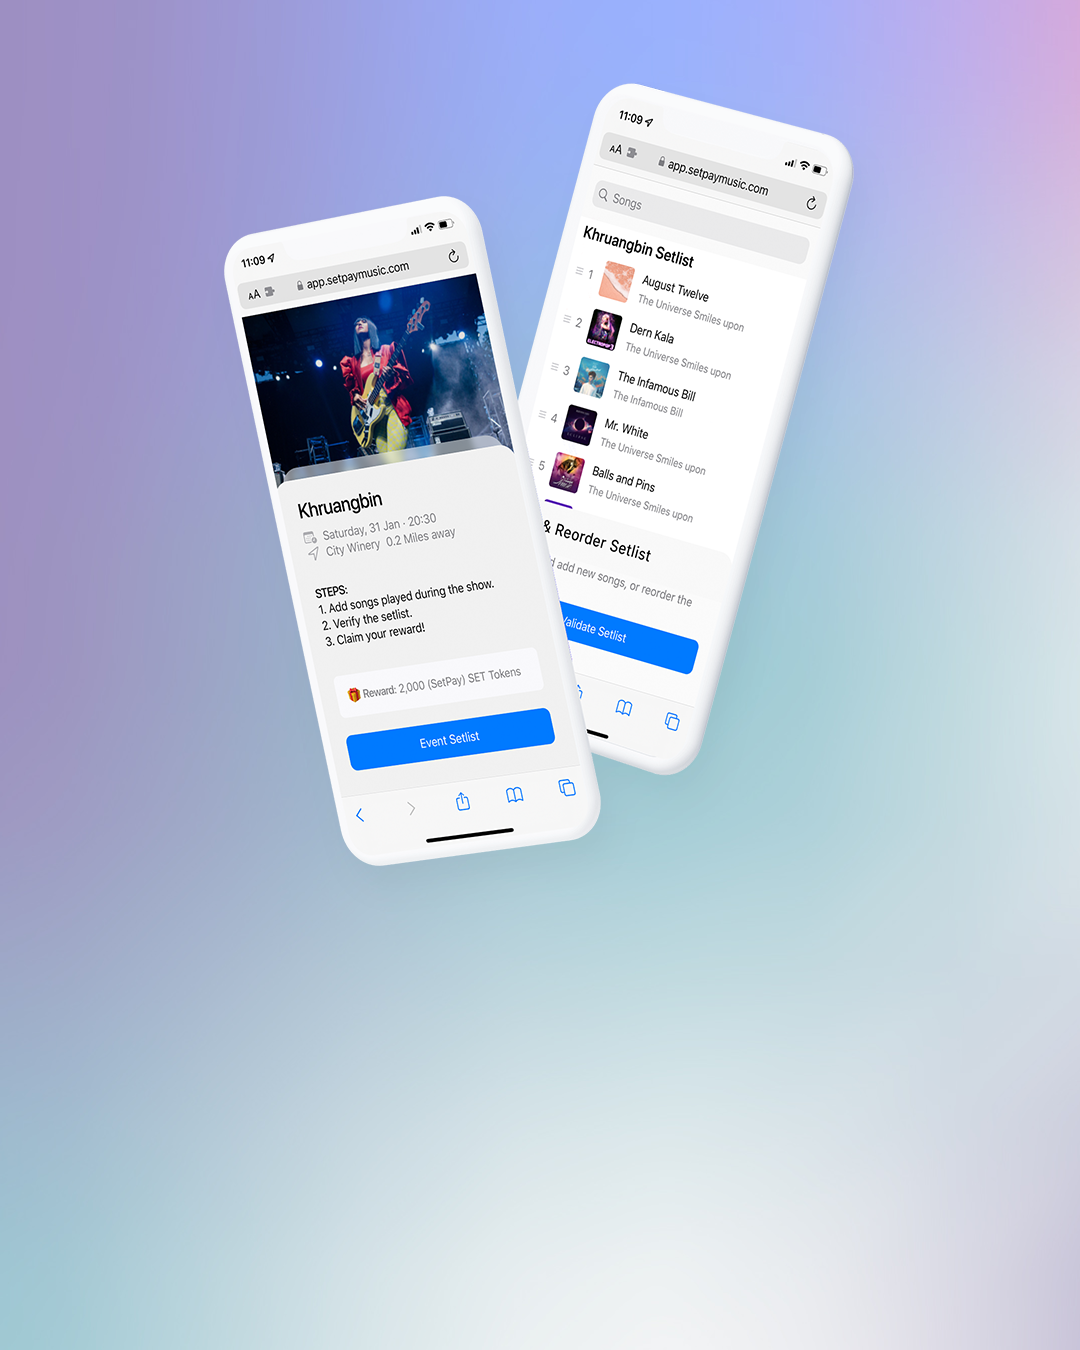 11:09
AA
app.setpaymusic.com
Khruangbin
Saturday, 31 Jan · 20:30
City Winery 0.2 Miles away
STEPS:
1. Add songs played during the show.
2. Verify the setlist.
3. Claim your reward!
Reward: 2,000 (SetPay) SET Tokens
Event Setlist
11:09
AA
app.setpaymusic.com
Songs
Khruangbin Setlist
1 August Twelve
The Universe Smiles upon
2 Dern Kala
The Universe Smiles upon
ELECTROPOP
3 The Infamous Bill
The Infamous Bill
4 Mr. White
The Universe Smiles upon
5 Balls and Pins
The Universe Smiles upon
& Reorder Setlist
add new songs, or reorder the
Validate Setlist